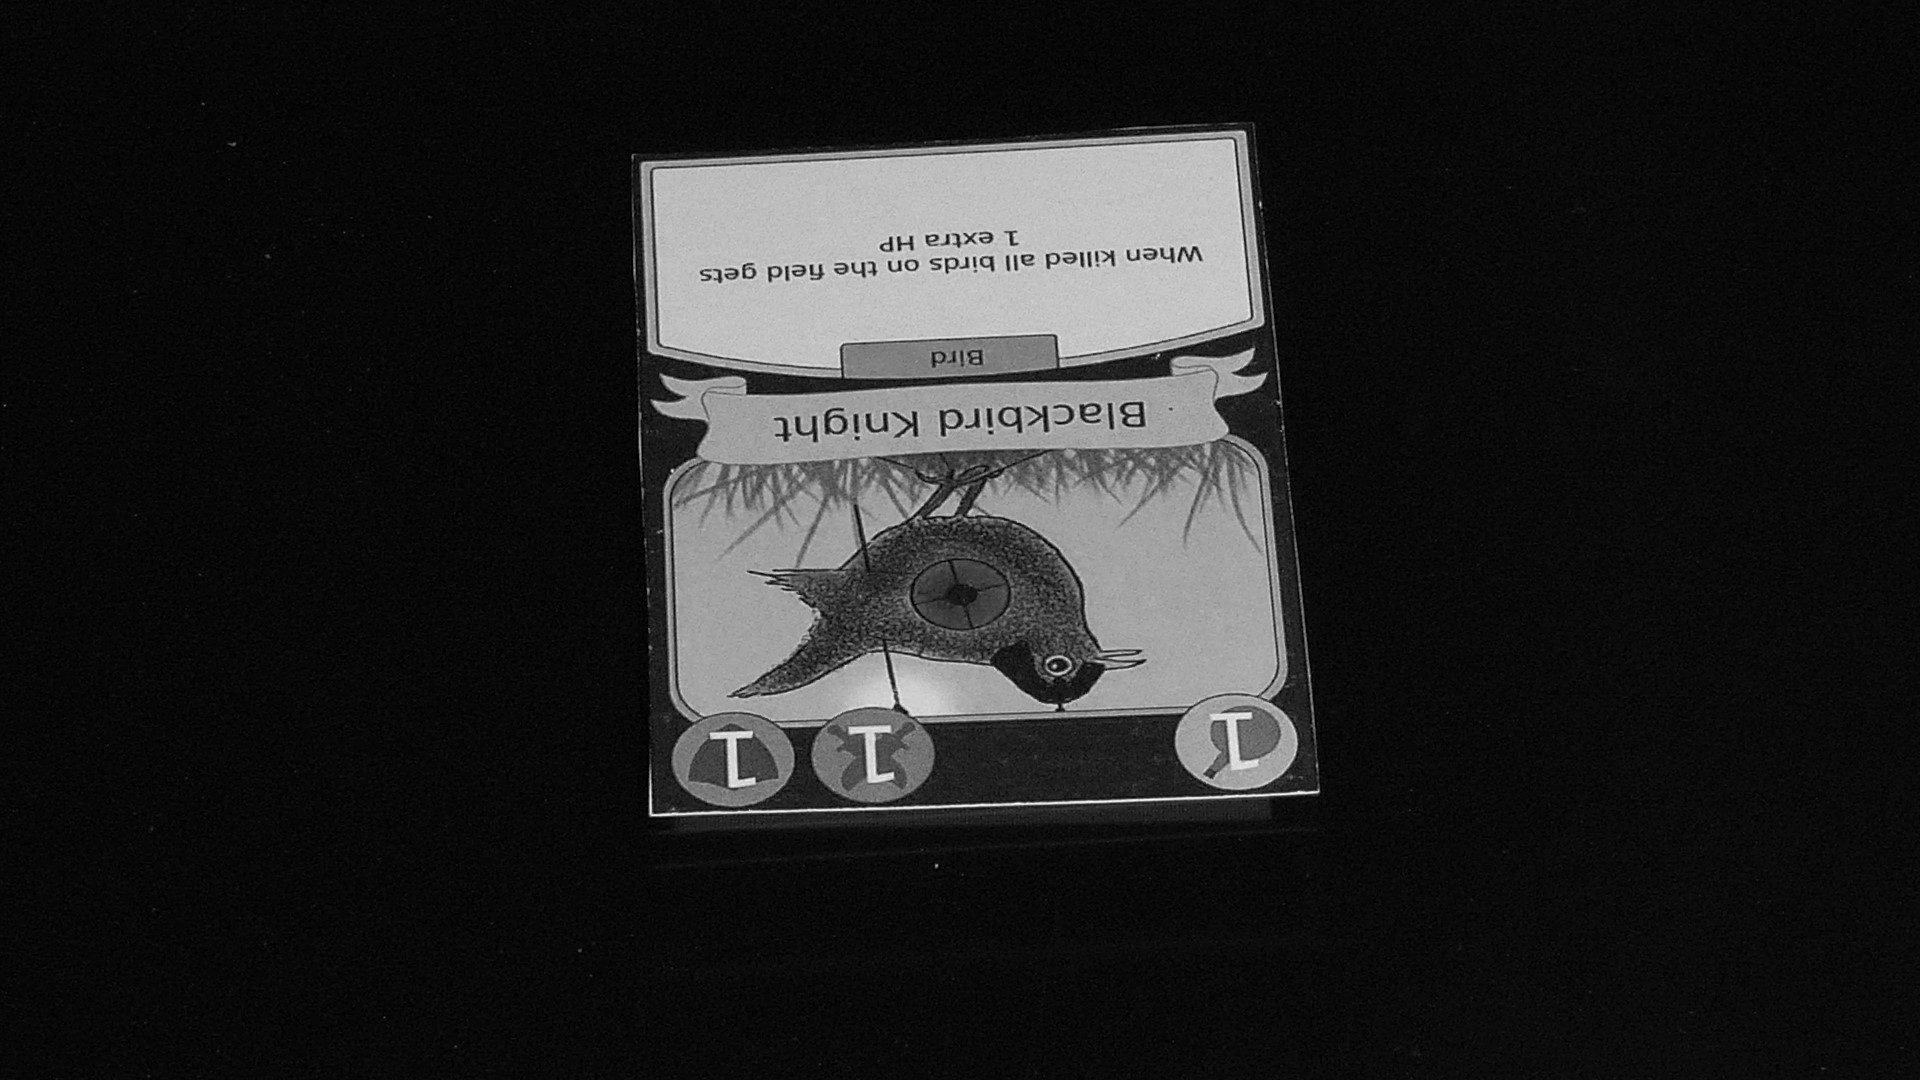 1 1 1
Blackbird Knight
Bird
When killed all birds on the field gets
1 extra HP